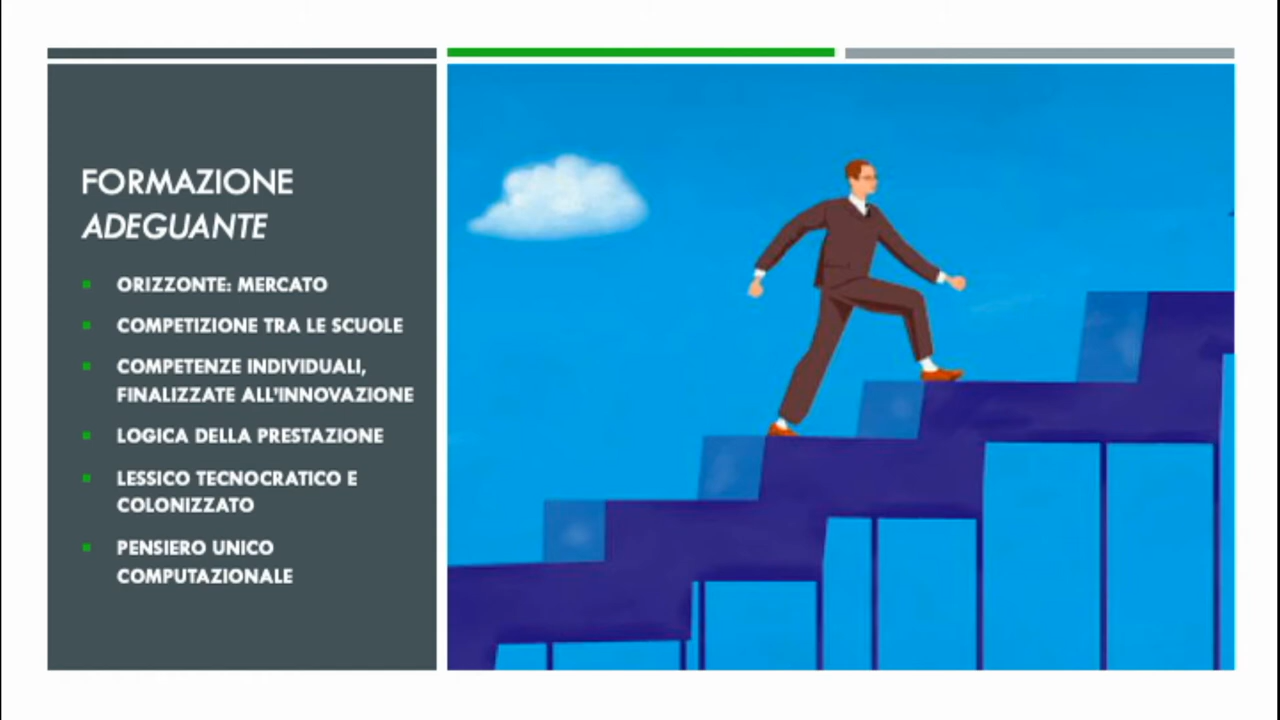 FORMAZIONE
ADEGUANTE
ORIZZONTE: MERCATO
COMPETIZIONE TRA LE SCUOLE
COMPETENZE INDIVIDUALI,
FINALIZZATE ALL'INNOVAZIONE
LOGICA DELLA PRESTAZIONE
LESSICO TECNOCRATICO E
COLONIZZATO
PENSIERO UNICO
COMPUTAZIONALE